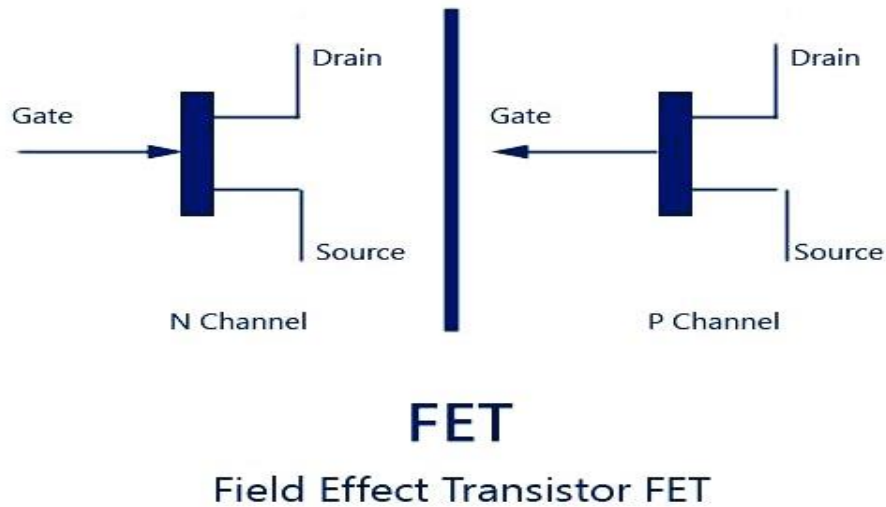 Drain
Drain
Gate
Gate
Source
Source
N Channel
P Channel
FET
Field Effect Transistor FET